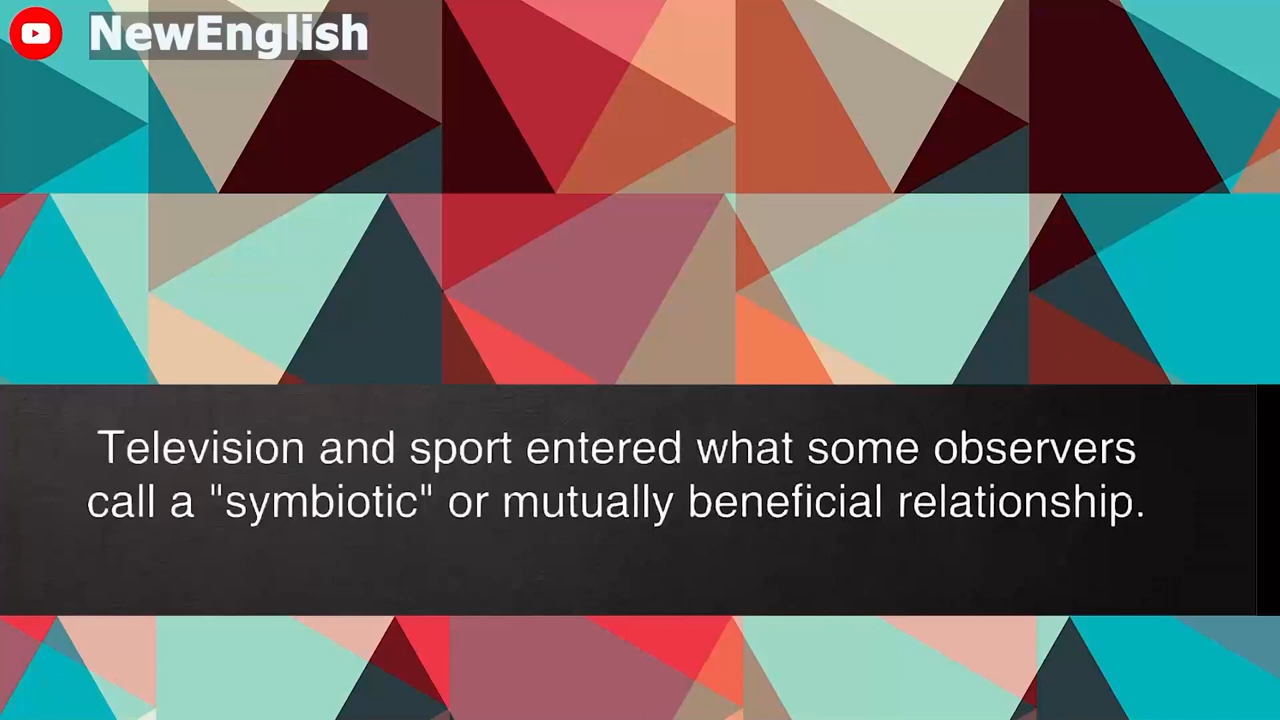 NewEnglish
Television and sport entered what some observers
call a "symbiotic" or mutually beneficial relationship.